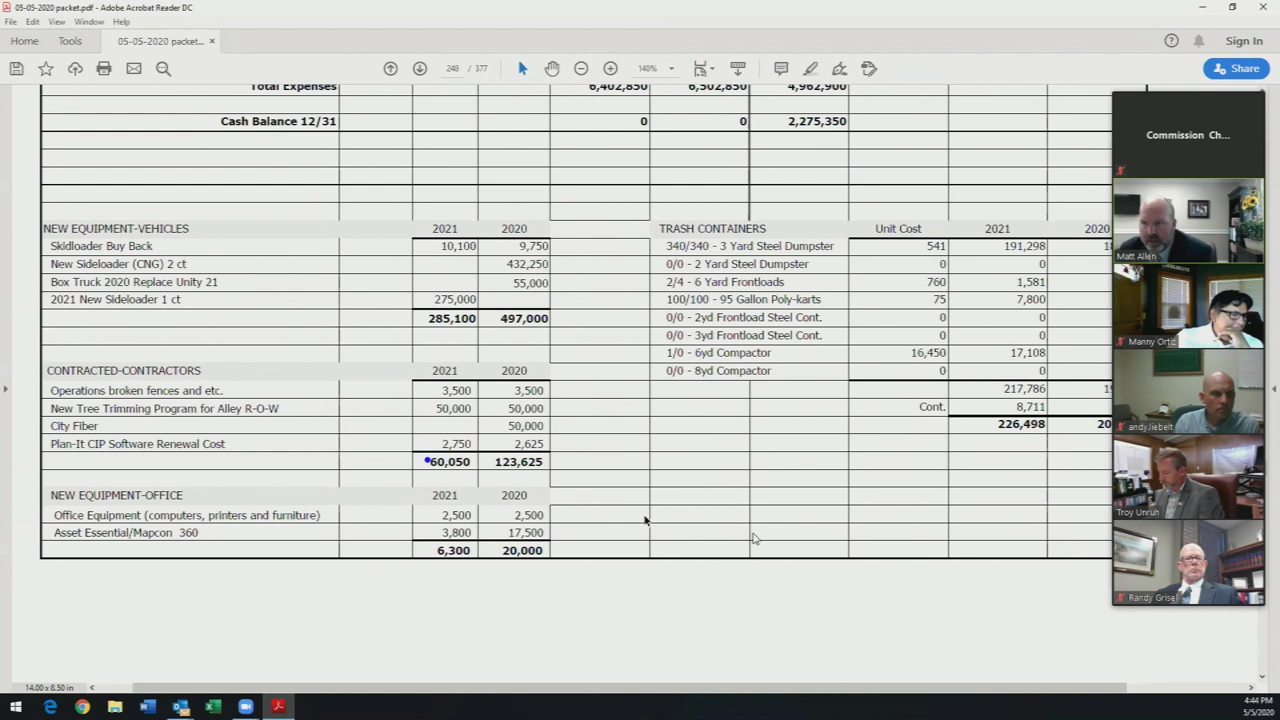 05-05-2020 packet.pdf - Adobe Acrobat Reader DC
File Edit View Window Help
Home Tools 05-05-2020 packet... × Sign In
248 / 377 140% Share
Total Expenses 6,402,850 6,502,850 4,962,900
Cash Balance 12/31 0 0 2,275,350
NEW EQUIPMENT-VEHICLES 2021 2020 TRASH CONTAINERS Unit Cost 2021 2020
Skidloader Buy Back 10,100 9,750 340/340 - 3 Yard Steel Dumpster 541 191,298
New Sideloader (CNG) 2 ct 432,250 0/0 - 2 Yard Steel Dumpster 0 0
Box Truck 2020 Replace Unity 21 55,000 2/4 - 6 Yard Frontloads 760 1,581
2021 New Sideloader 1 ct 275,000 100/100 - 95 Gallon Poly-karts 75 7,800
285,100 497,000 0/0 - 2yd Frontload Steel Cont. 0 0
0/0 - 3yd Frontload Steel Cont. 0 0
1/0 - 6yd Compactor 16,450 17,108
CONTRACTED-CONTRACTORS 2021 2020 0/0 - 8yd Compactor 0 0
Operations broken fences and etc. 3,500 3,500 217,786
New Tree Trimming Program for Alley R-O-W 50,000 50,000 Cont. 8,711
City Fiber 50,000 226,498
Plan-It CIP Software Renewal Cost 2,750 2,625
60,050 123,625
NEW EQUIPMENT-OFFICE 2021 2020
Office Equipment (computers, printers and furniture) 2,500 2,500
Asset Essential/Mapcon 360 3,800 17,500
6,300 20,000
Commission Ch...
Matt Allen
Manny Ortiz
andyliebelt
Troy Unruh
Randy Grisell
14.00 x 8.50 in
4:44 PM
5/5/2020